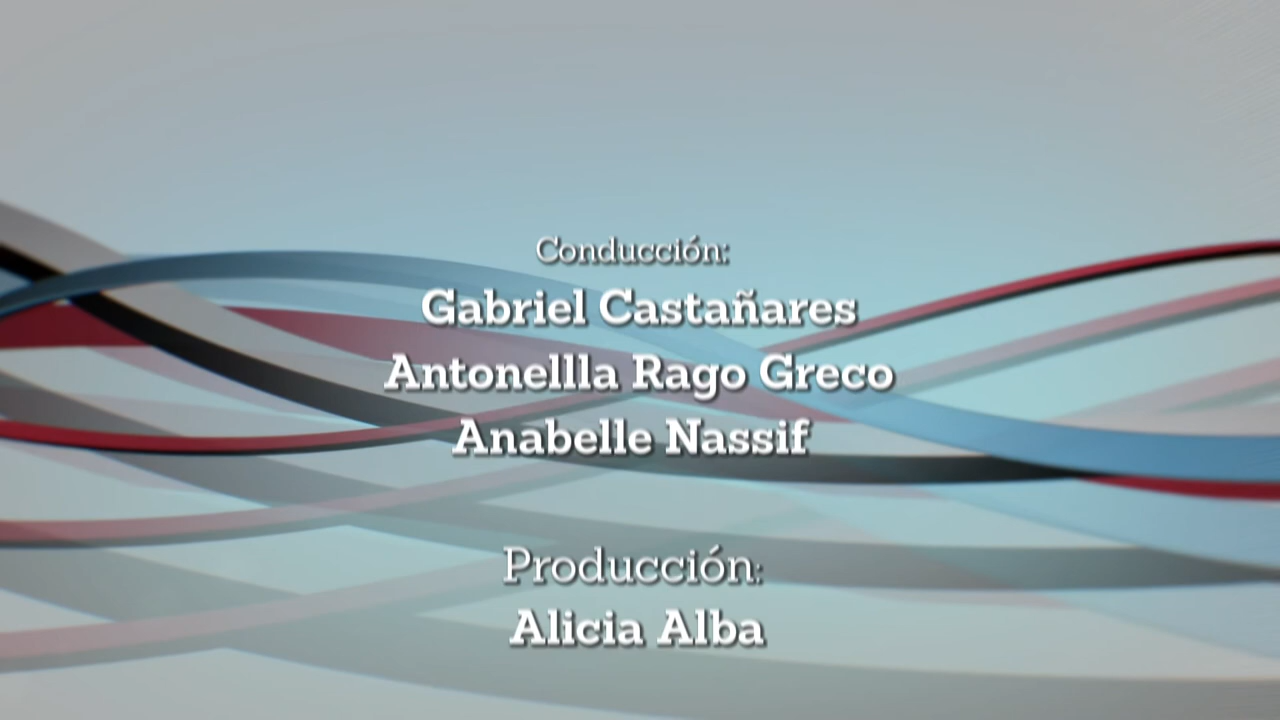 Conducción:
Gabriel Castañares
Antonellla Rago Greco
Anabelle Nassif
Producción:
Alicia Alba